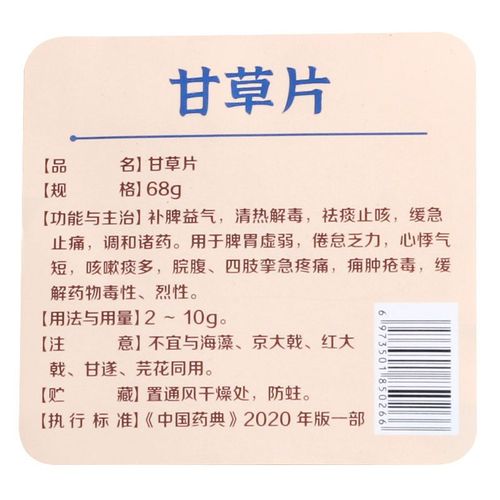 甘草片
【品 名】甘草片
【规 格】68g
【功能与主治】补脾益气，清热解毒，祛痰止咳，缓急
止痛，调和诸药。用于脾胃虚弱，倦怠乏力，心悸气
短，咳嗽痰多，脘腹、四肢挛急疼痛，痈肿疮毒，缓
解药物毒性、烈性。
【用法与用量】2 ~ 10g。
【注 意】不宜与海藻、京大戟、红大
戟、甘遂、芫花同用。
【贮 藏】置通风干燥处，防蛀。
【执行标准】《中国药典》2020 年版一部
6973501850266